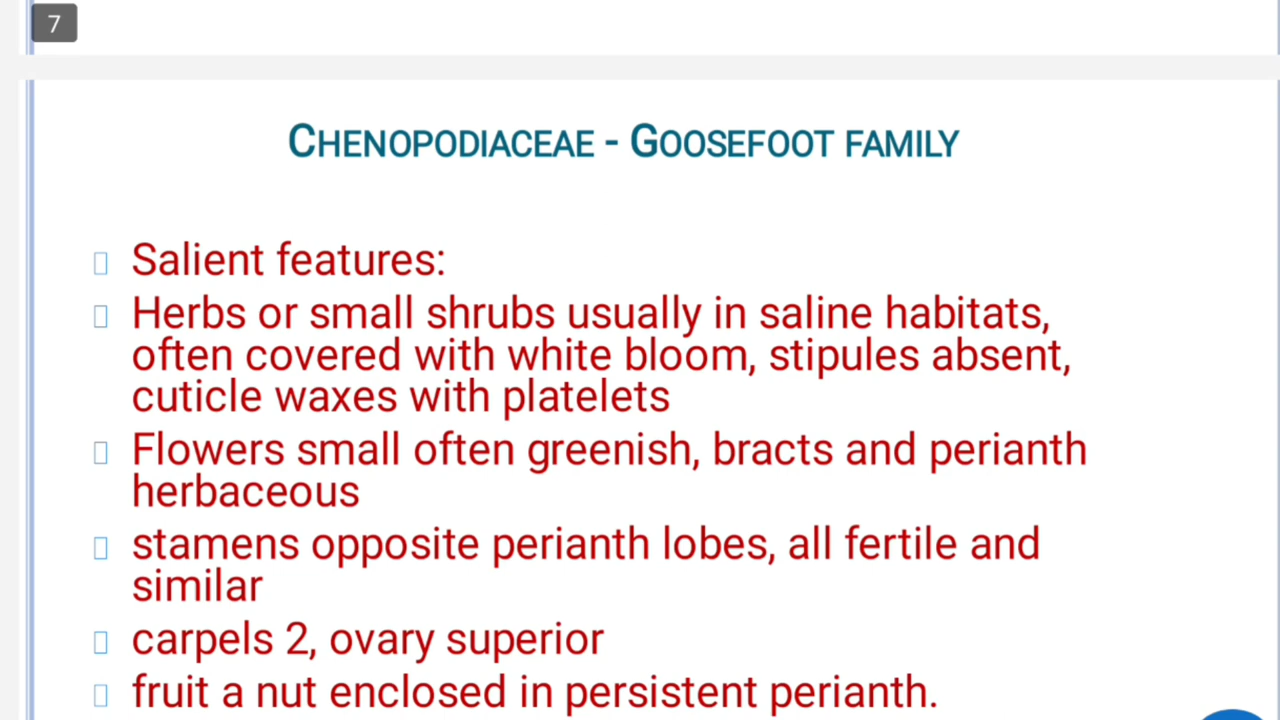 7
CHENOPODIACEAE - GOOSEFOOT FAMILY
Salient features:
Herbs or small shrubs usually in saline habitats,
often covered with white bloom, stipules absent,
cuticle waxes with platelets
Flowers small often greenish, bracts and perianth
herbaceous
stamens opposite perianth lobes, all fertile and
similar
carpels 2, ovary superior
fruit a nut enclosed in persistent perianth.